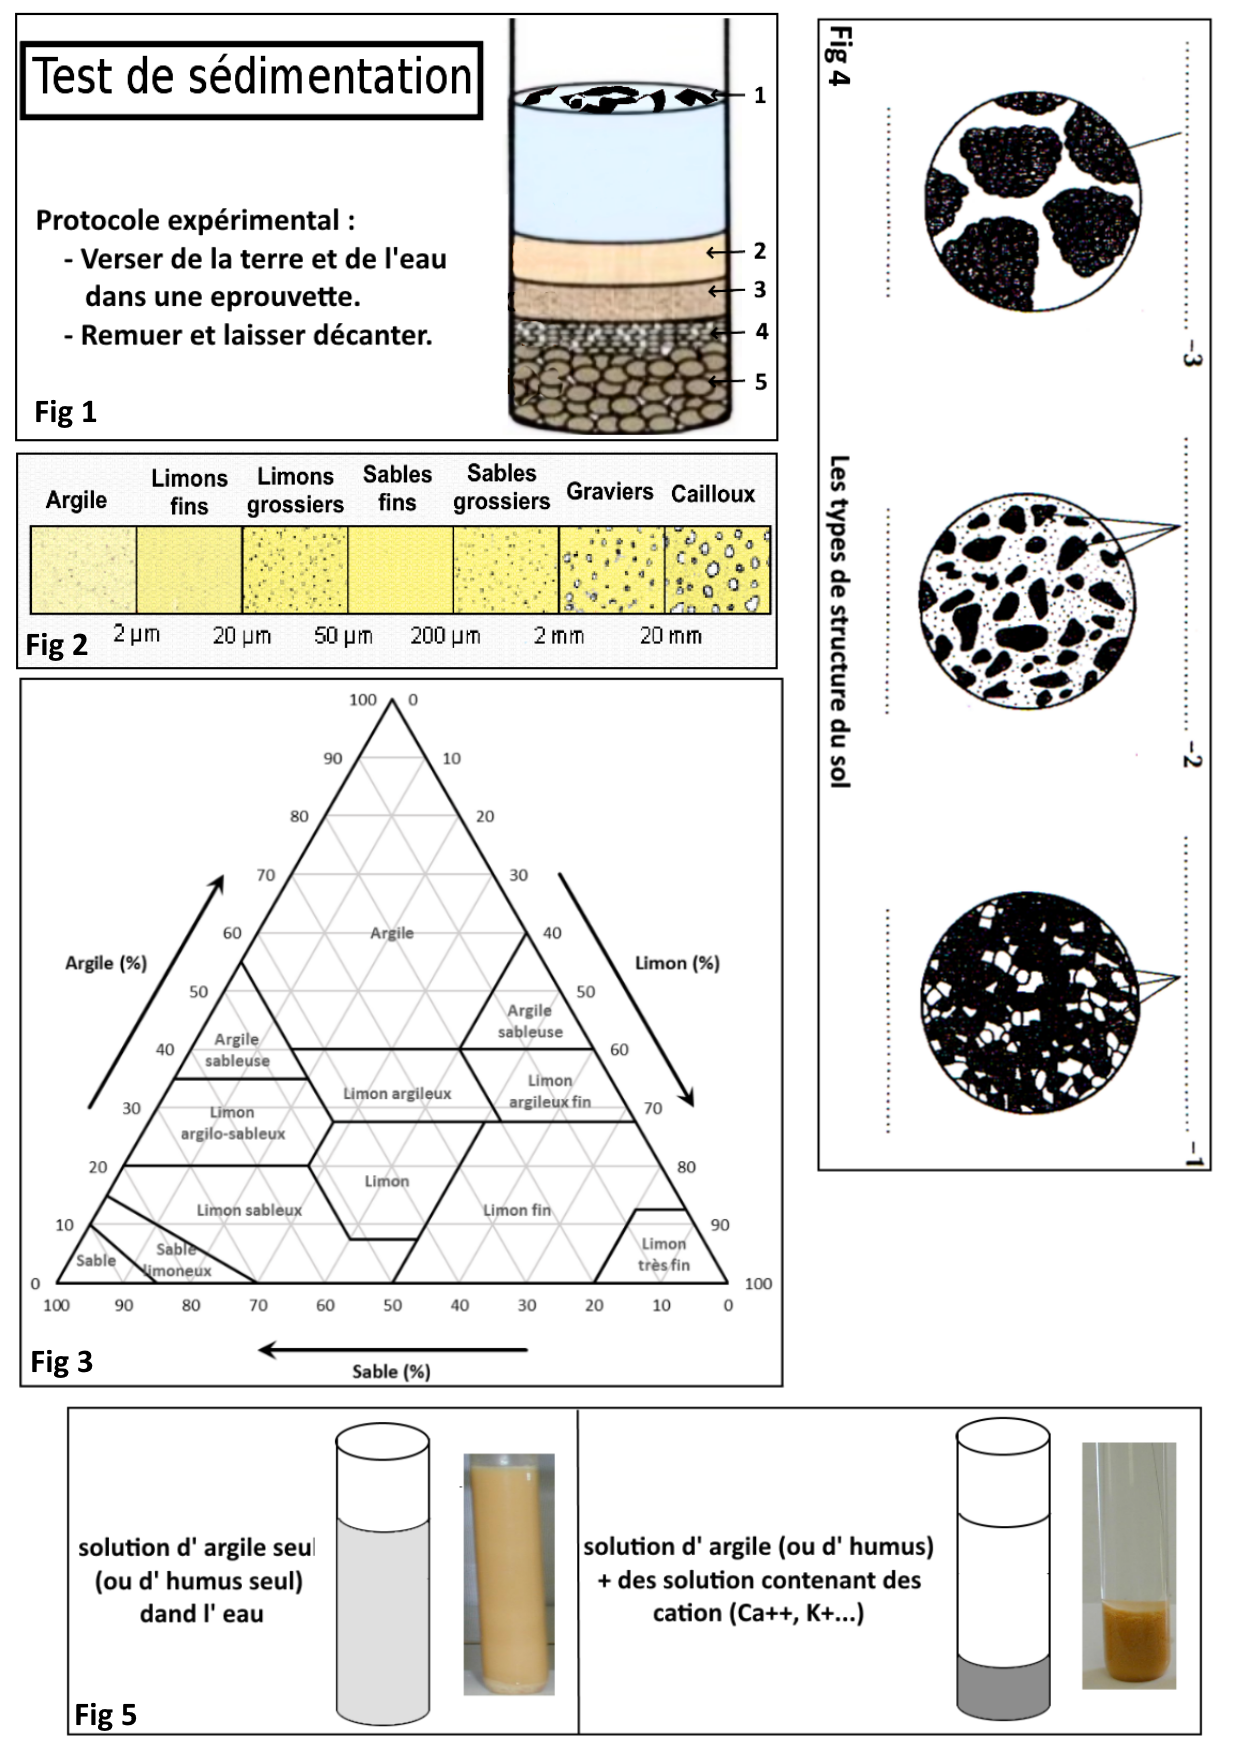 Test de sédimentation
Protocole expérimental :
- Verser de la terre et de l'eau
dans une eprouvette.
- Remuer et laisser décanter.
1
2
3
4
5
Fig 1
Argile
Limons
fins
Limons
grossiers
Sables
fins
Sables
grossiers
Graviers
Cailloux
2 µm
20 µm
50 µm
200 µm
2 mm
20 mm
Fig 2
100 0
90 10
80 20
70 30
60 40
50 50
40 60
30 70
20 80
10 90
0 100
100 90 80 70 60 50 40 30 20 10 0
Argile (%)
Limon (%)
Sable (%)
Argile
Argile
sableuse
Argile
sableuse
Limon argileux
Limon
argileux fin
Limon
argilo-sableux
Limon
Limon sableux
Limon fin
Sable
Sable
limoneux
Limon
très fin
Fig 3
Fig 4
Les types de structure du sol
-1
-2
-3
solution d' argile seul
(ou d' humus seul)
dand l' eau
solution d' argile (ou d' humus)
+ des solution contenant des
cation (Ca++, K+...)
Fig 5